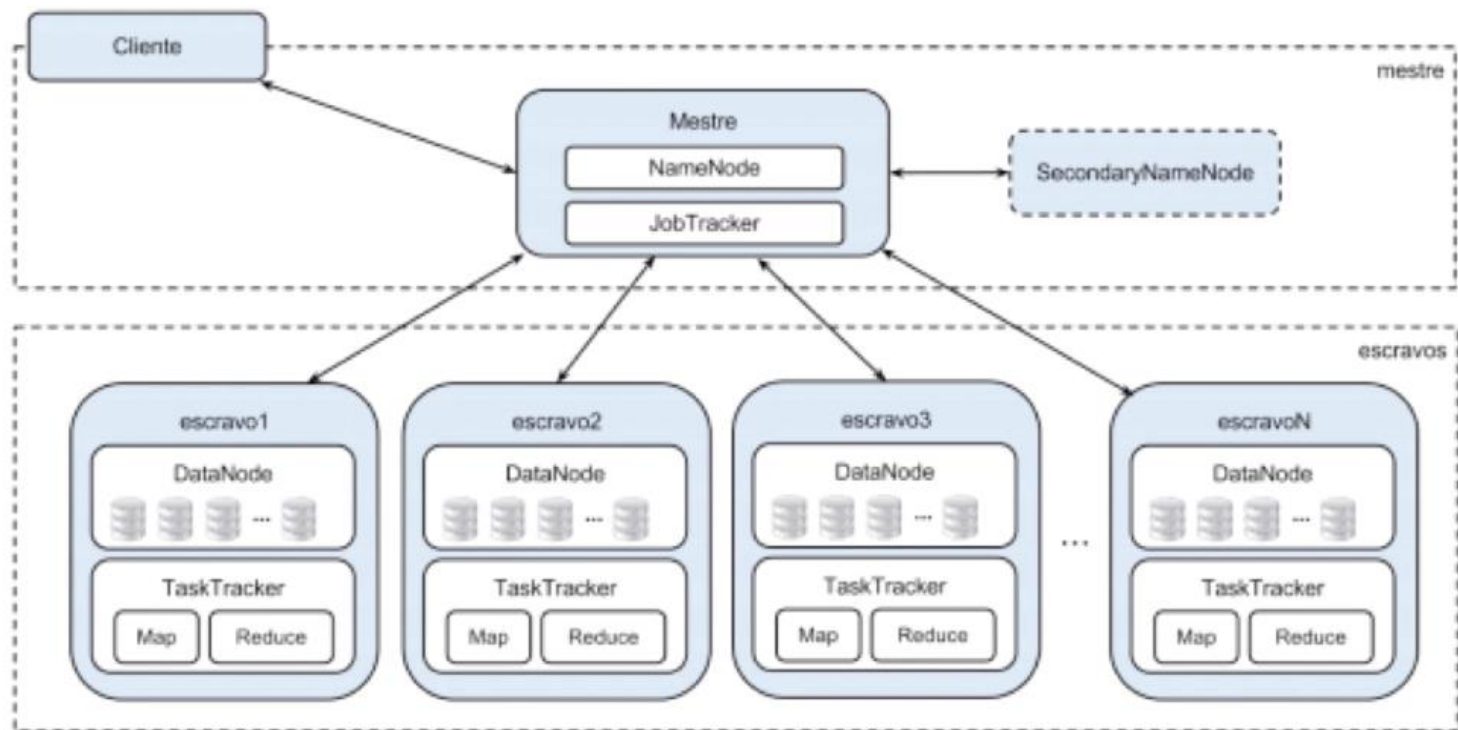 Cliente
mestre
Mestre
NameNode
JobTracker
SecondaryNameNode
escravos
escravo1
DataNode
...
TaskTracker
Map
Reduce
escravo2
DataNode
...
TaskTracker
Map
Reduce
escravo3
DataNode
...
TaskTracker
Map
Reduce
...
escravoN
DataNode
...
TaskTracker
Map
Reduce